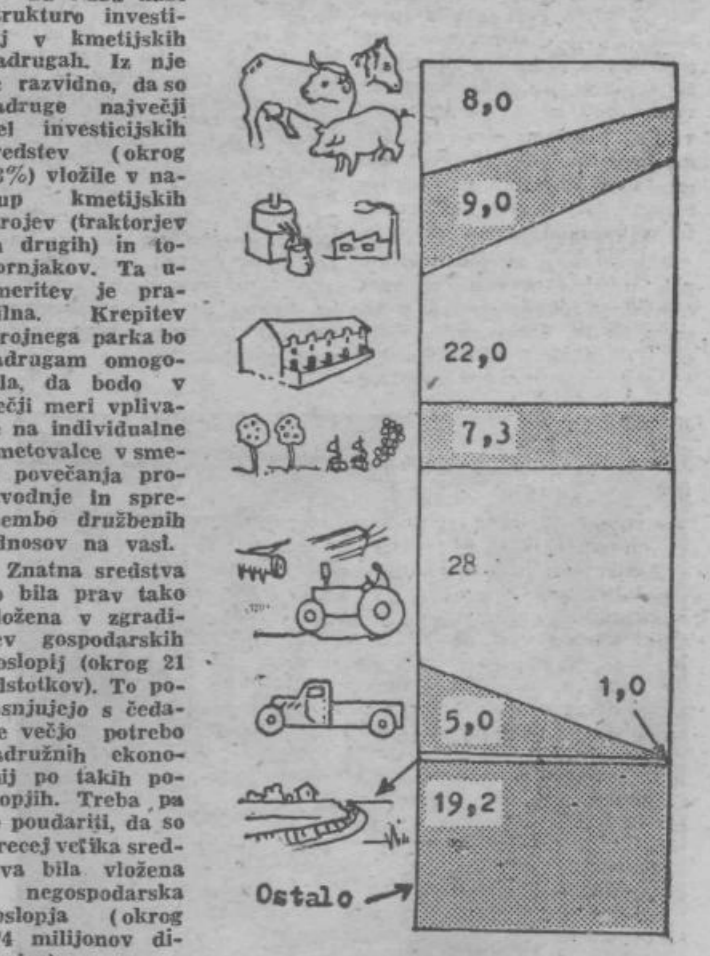 strukturo investi-
cij v kmetijskih
zadrugah. Iz nje
je razvidno, da so
zadruge največji
del investicijskih
sredstev (okrog
%) vložile v na-
kup kmetijskih
strojev (traktorjev
in drugih) in to-
vornjakov. Ta u-
smeritev je pra-
vilna. Krepitev
strojnega parka bo
zadrugam omogo-
čila, da bodo v
večji meri vpliva-
le na individualne
kmetovalce v sme-
ri povečanja pro-
izvodnje in spre-
membo družbenih
odnosov na vasi.
Znatna sredstva
so bila prav tako
vložena v zgradi-
tev gospodarskih
poslopij (okrog 21
odstotkov). To po-
jasnjujejo s čeda-
lje večjo potrebo
zadružnih ekono-
mij po takih po-
slopjih. Treba pa
je poudariti, da so
precej velika sred-
stva bila vložena
negospodarska
poslopja (okrog
74 milijonov di-
8,0
9,0
22,0
7,3
28
1,0
5,0
19,2
Ostalo